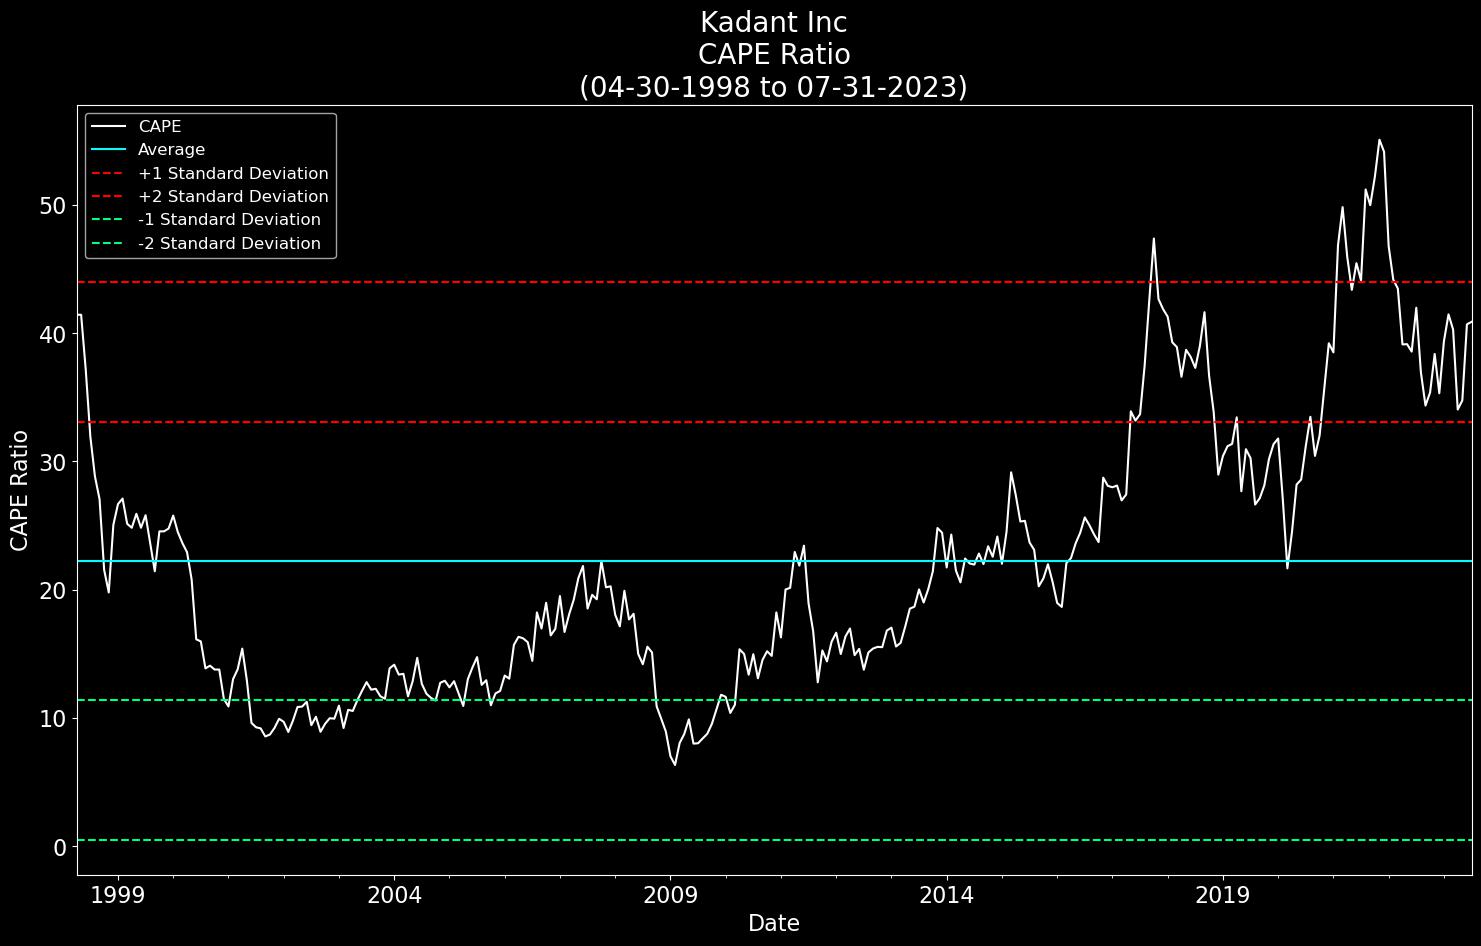 Kadant Inc
CAPE Ratio
(04-30-1998 to 07-31-2023)
CAPE
Average
+1 Standard Deviation
+2 Standard Deviation
-1 Standard Deviation
-2 Standard Deviation
CAPE Ratio
50
40
30
20
10
0
1999
2004
2009
2014
2019
Date